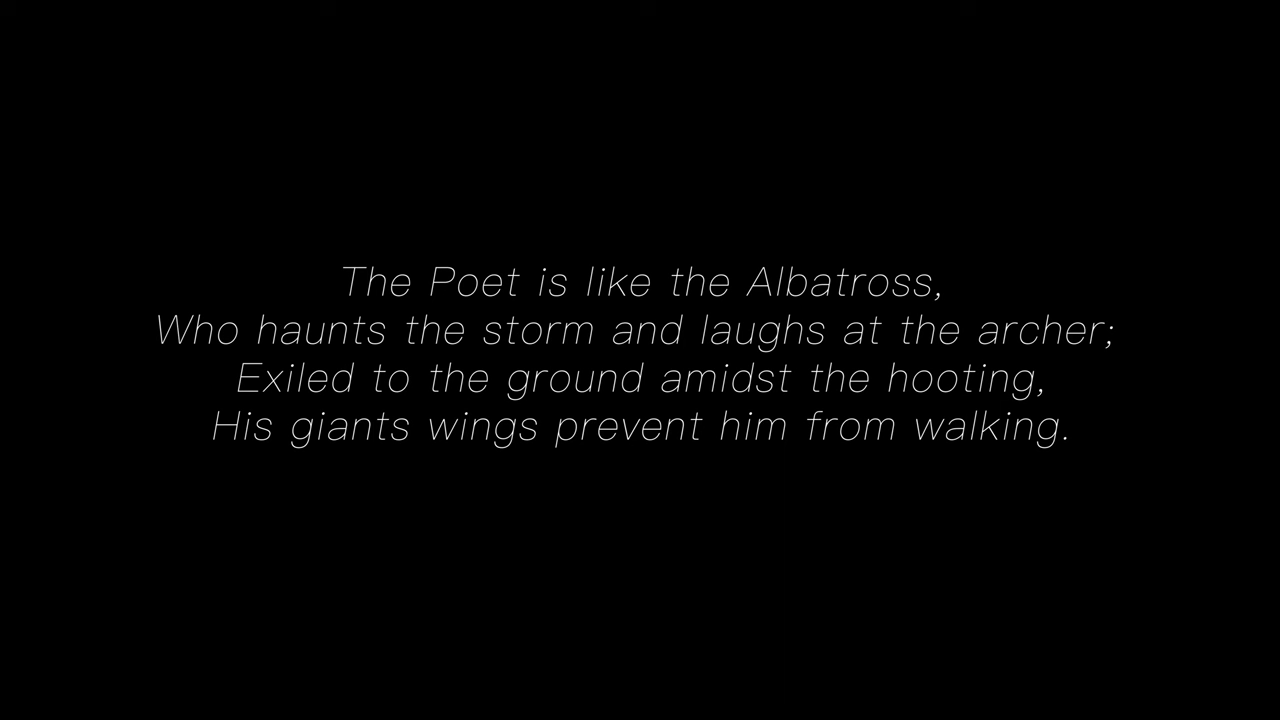 The Poet is like the Albatross,
Who haunts the storm and laughs at the archer;
Exiled to the ground amidst the hooting,
His giants wings prevent him from walking.